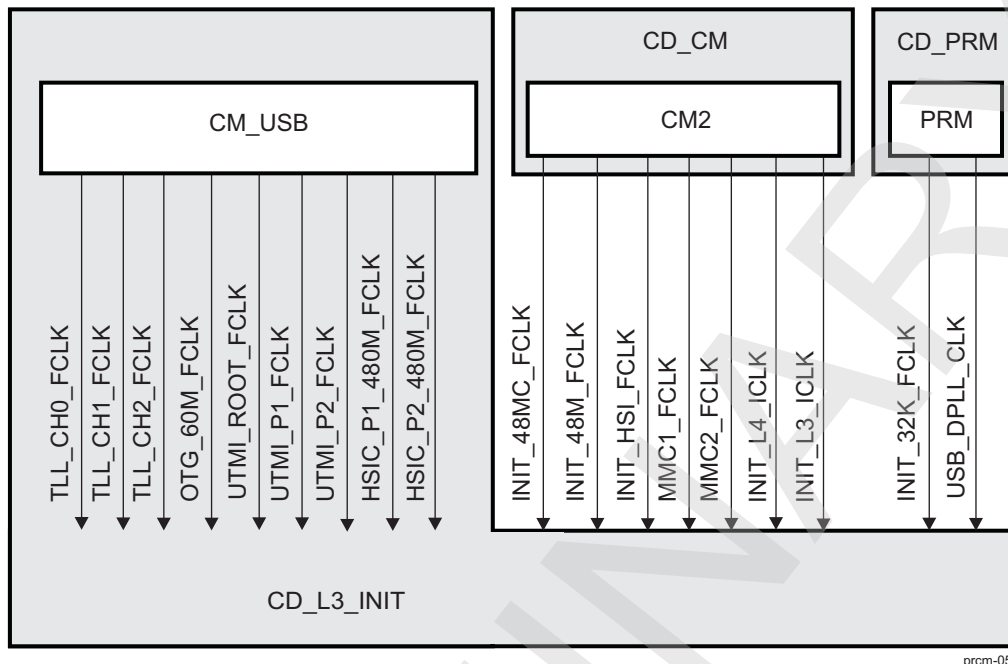 CD_CM
CD_PRM
CM_USB
CM2
PRM
TLL_CH0_FCLK
TLL_CH1_FCLK
TLL_CH2_FCLK
OTG_60M_FCLK
UTMI_ROOT_FCLK
UTMI_P1_FCLK
UTMI_P2_FCLK
HSIC_P1_480M_FCLK
HSIC_P2_480M_FCLK
INIT_48MC_FCLK
INIT_48M_FCLK
INIT_HSI_FCLK
MMC1_FCLK
MMC2_FCLK
INIT_L4_ICLK
INIT_L3_ICLK
INIT_32K_FCLK
USB_DPLL_CLK
CD_L3_INIT